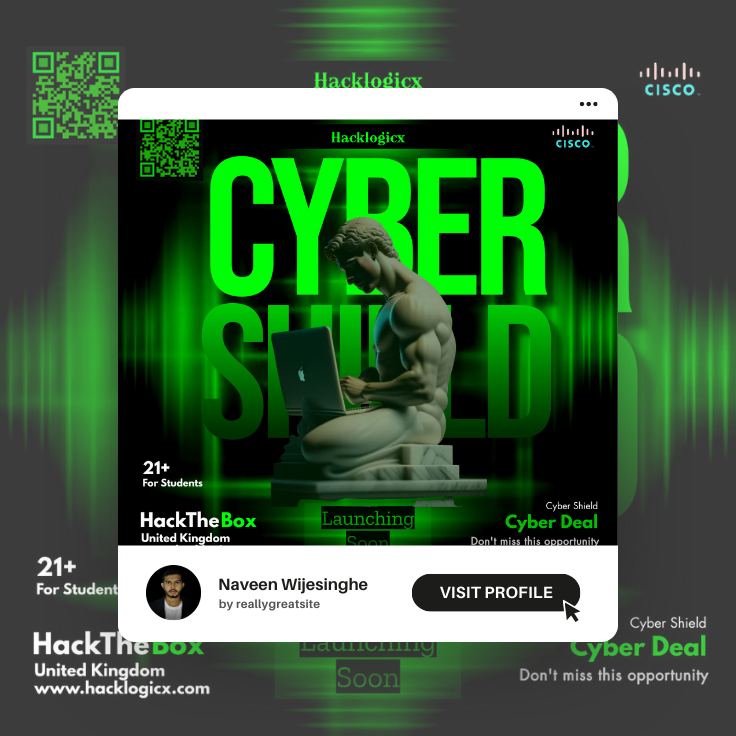 Hacklogicx
CISCO
Hacklogicx
CISCO
CYBER
SHIELD
21+
For Students
HackTheBox
United Kingdom
Launching
Soon
Cyber Shield
Cyber Deal
Don't miss this opportunity
Naveen Wijesinghe
by reallygreatsite
VISIT PROFILE
21+
For Student
HackTheBox
United Kingdom
www.hacklogicx.com
Launching
Soon
Cyber Shield
Cyber Deal
Don't miss this opportunity